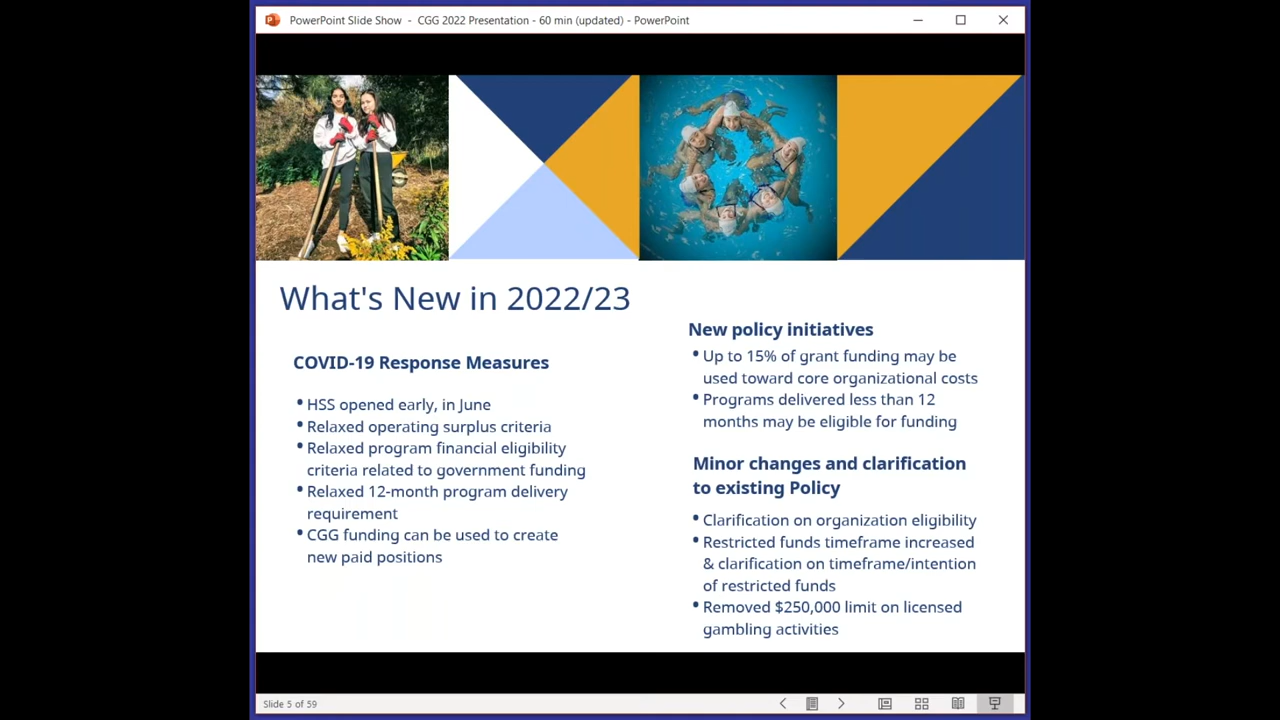 PowerPoint Slide Show - CGG 2022 Presentation - 60 min (updated) - PowerPoint
What's New in 2022/23
COVID-19 Response Measures
• HSS opened early, in June
• Relaxed operating surplus criteria
• Relaxed program financial eligibility
criteria related to government funding
• Relaxed 12-month program delivery
requirement
• CGG funding can be used to create
new paid positions
New policy initiatives
• Up to 15% of grant funding may be
used toward core organizational costs
• Programs delivered less than 12
months may be eligible for funding
Minor changes and clarification
to existing Policy
• Clarification on organization eligibility
• Restricted funds timeframe increased
& clarification on timeframe/intention
of restricted funds
• Removed $250,000 limit on licensed
gambling activities
Slide 5 of 59